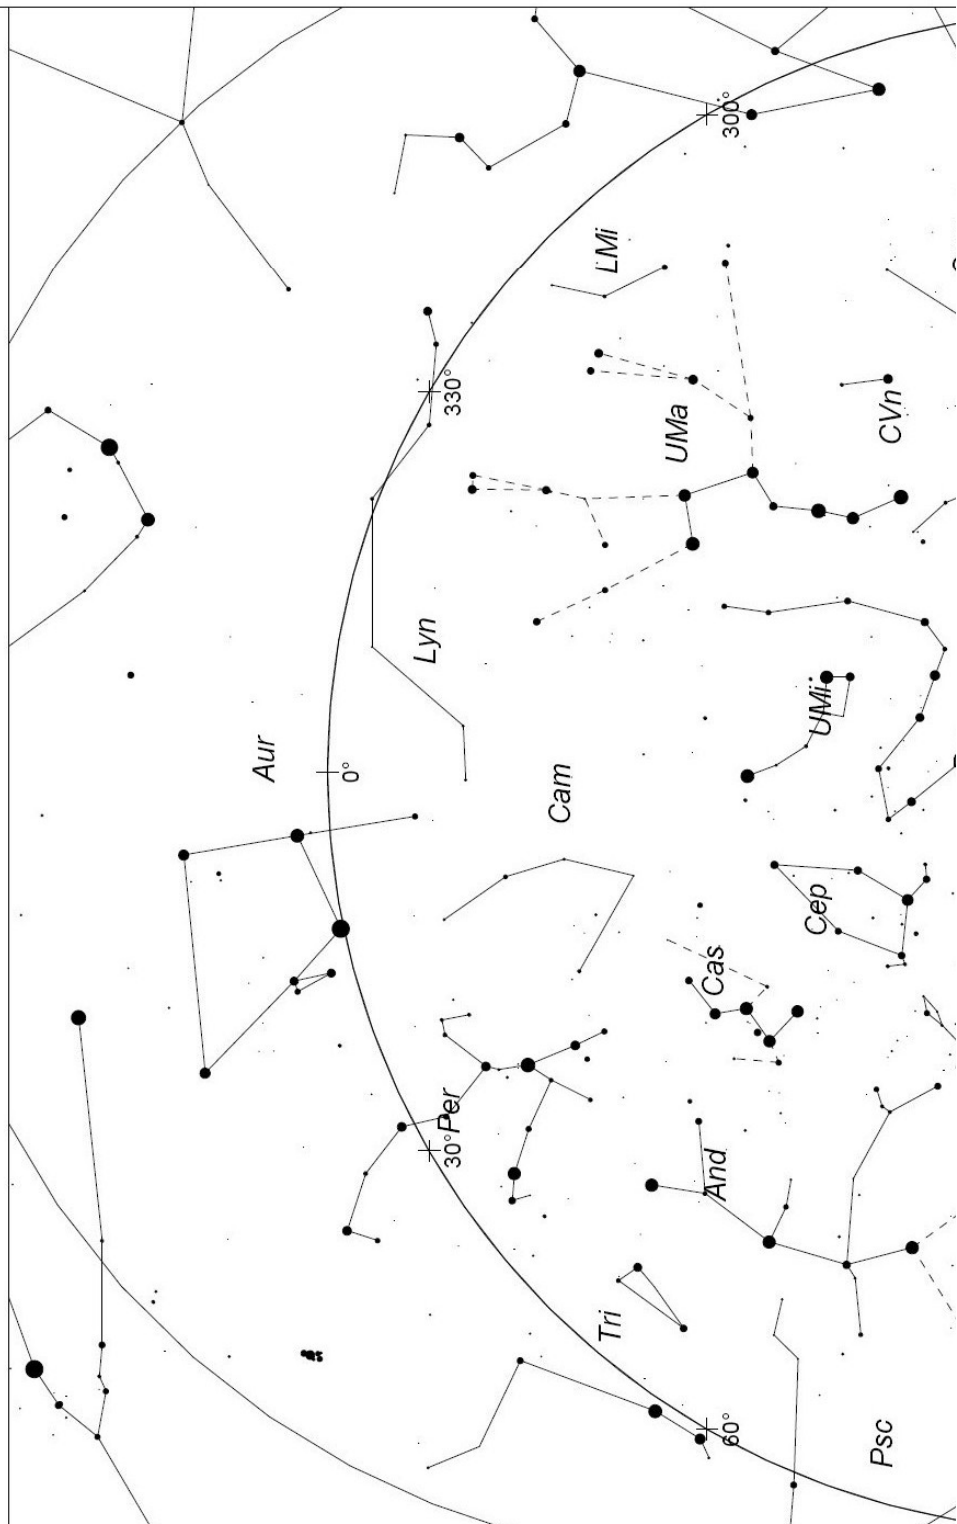 300°
LMi
330°
UMa
CVn
Lyn
UMi
Aur
0°
Cam
Cep
Cas
30°
Per
And
Tri
60°
Psc